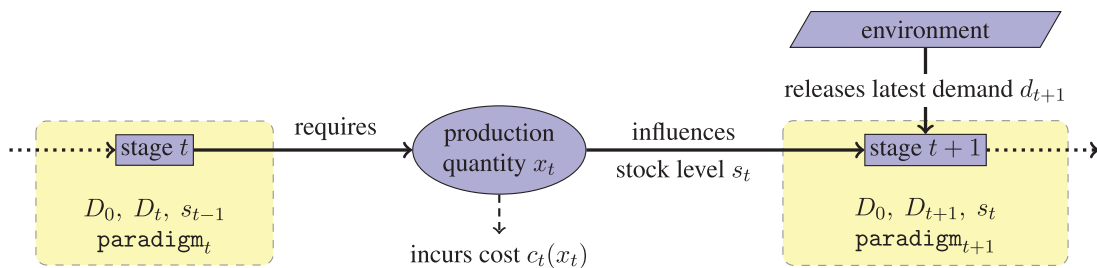 environment
releases latest demand d_{t+1}
requires
influences
stage t
production
quantity x_t
stage t + 1
stock level s_t
D_0, D_t, s_{t−1}
paradigm_t
D_0, D_{t+1}, s_t
paradigm_{t+1}
incurs cost c_t(x_t)